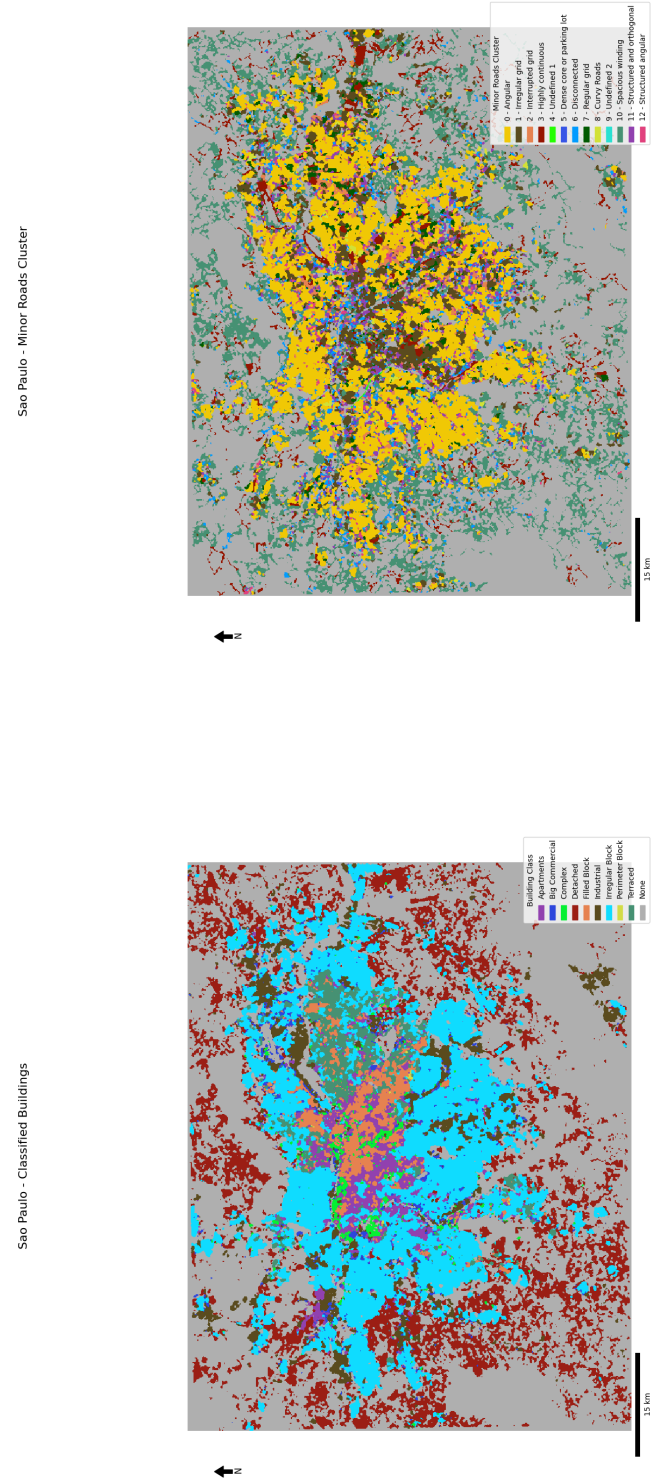 Sao Paulo - Minor Roads Cluster
Minor Roads Cluster
0 - Angular
1 - Irregular grid
2 - Interrupted grid
3 - Highly continuous
4 - Undefined 1
5 - Dense core or parking lot
6 - Disconnected
7 - Regular grid
8 - Curvy Roads
9 - Undefined 2
10 - Spacious winding
11 - Structured and orthogonal
12 - Structured angular
15 km
N
Sao Paulo - Classified Buildings
Building Class
Apartments
Big Commercial
Complex
Detached
Filled Block
Industrial
Irregular Block
Perimeter Block
Terraced
None
15 km
N